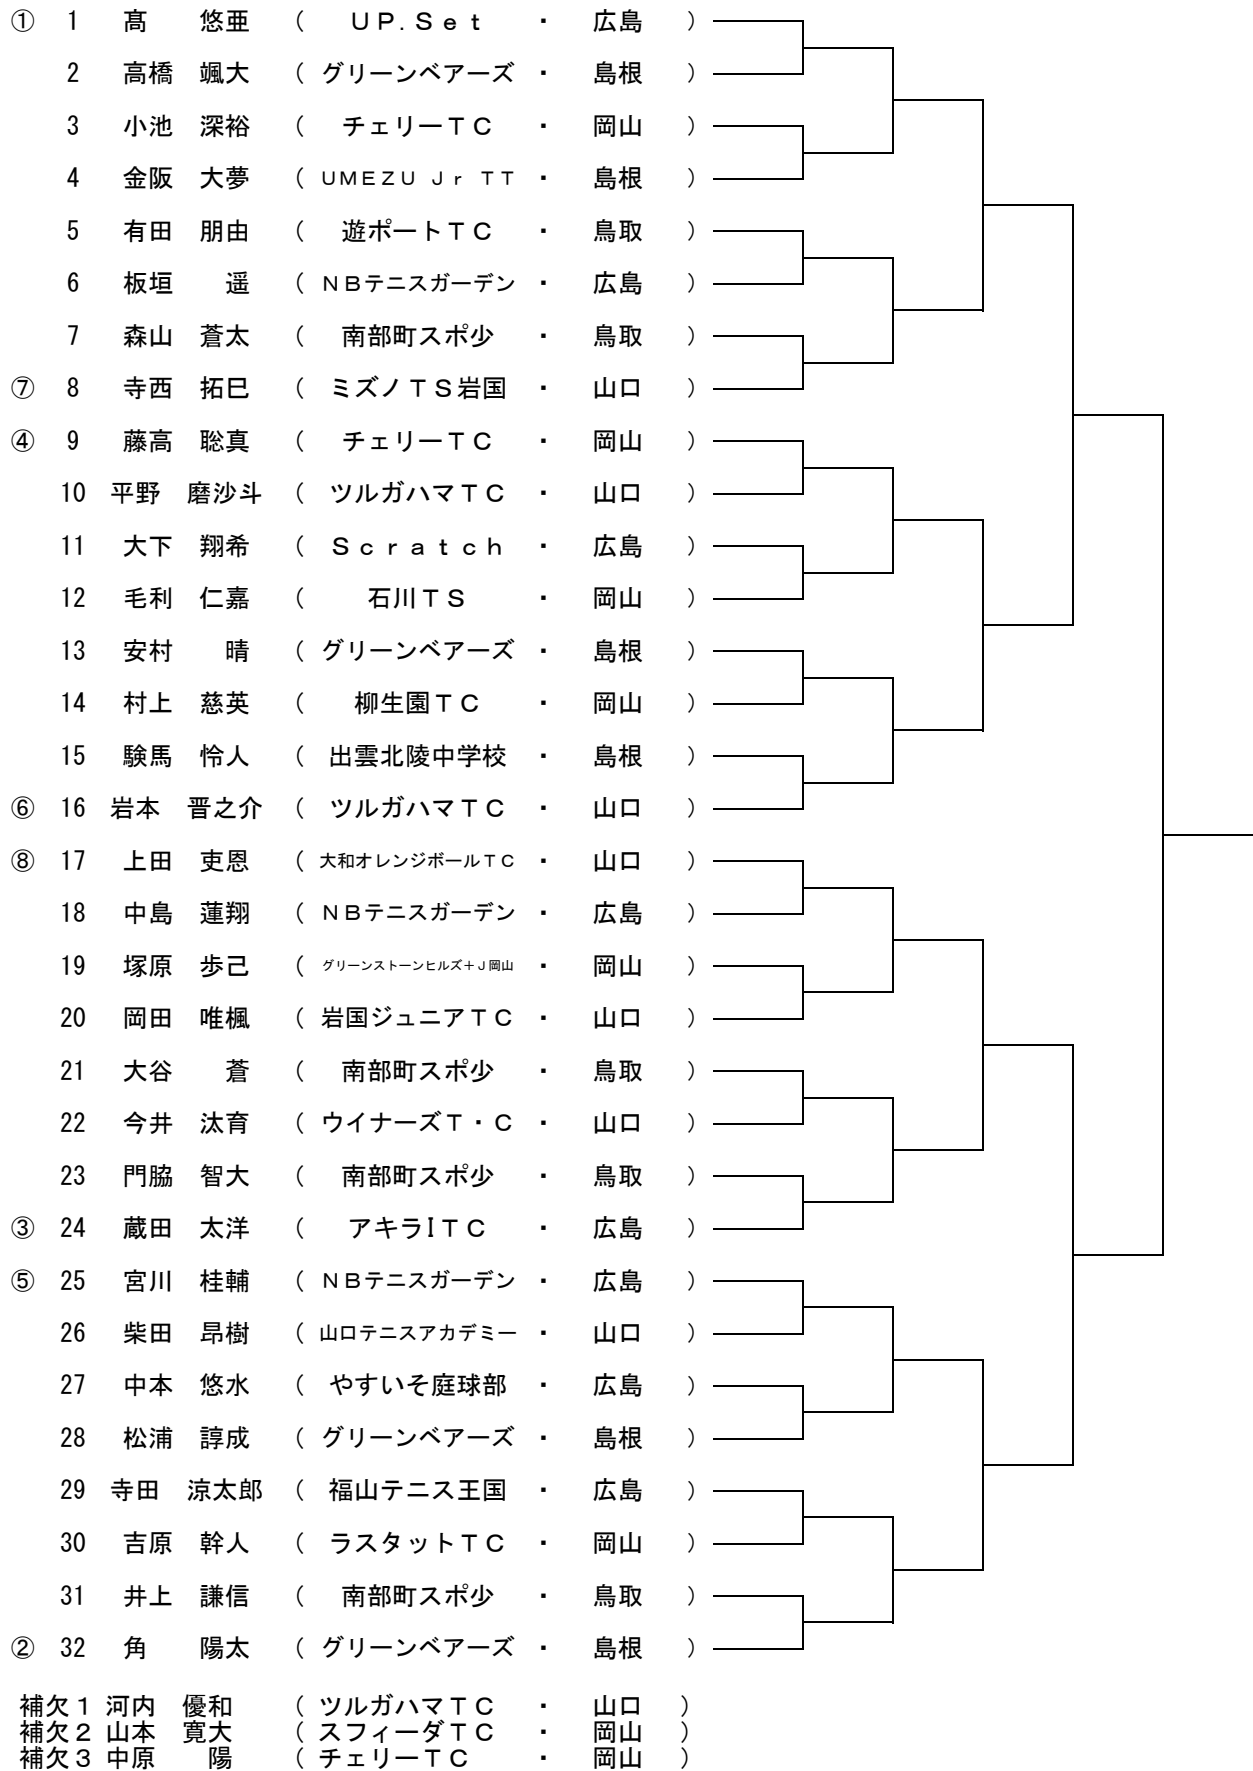 ① 1 髙 悠亜 ( ＵＰ.Ｓｅｔ ・ 広島 )
2 高橋 颯大 ( グリーンベアーズ ・ 島根 )
3 小池 深裕 ( チェリーＴＣ ・ 岡山 )
4 金阪 大夢 ( ＵＭＥＺＵ Ｊｒ ＴＴ ・ 島根 )
5 有田 朋由 ( 遊ポートＴＣ ・ 鳥取 )
6 板垣 遥 ( ＮＢテニスガーデン ・ 広島 )
7 森山 蒼太 ( 南部町スポ少 ・ 鳥取 )
⑦ 8 寺西 拓巳 ( ミズノＴＳ岩国 ・ 山口 )
④ 9 藤高 聡真 ( チェリーＴＣ ・ 岡山 )
10 平野 磨沙斗 ( ツルガハマＴＣ ・ 山口 )
11 大下 翔希 ( Ｓｃｒａｔｃｈ ・ 広島 )
12 毛利 仁嘉 ( 石川ＴＳ ・ 岡山 )
13 安村 晴 ( グリーンベアーズ ・ 島根 )
14 村上 慈英 ( 柳生園ＴＣ ・ 岡山 )
15 験馬 怜人 ( 出雲北陵中学校 ・ 島根 )
⑥ 16 岩本 晋之介 ( ツルガハマＴＣ ・ 山口 )
⑧ 17 上田 吏恩 ( 大和オレンジボールＴＣ ・ 山口 )
18 中島 蓮翔 ( ＮＢテニスガーデン ・ 広島 )
19 塚原 歩己 ( グリーンストーンヒルズ＋Ｊ岡山 ・ 岡山 )
20 岡田 唯楓 ( 岩国ジュニアＴＣ ・ 山口 )
21 大谷 蒼 ( 南部町スポ少 ・ 鳥取 )
22 今井 汰育 ( ウイナーズＴ・Ｃ ・ 山口 )
23 門脇 智大 ( 南部町スポ少 ・ 鳥取 )
③ 24 蔵田 太洋 ( アキラITC ・ 広島 )
⑤ 25 宮川 桂輔 ( ＮＢテニスガーデン ・ 広島 )
26 柴田 昂樹 ( 山口テニスアカデミー ・ 山口 )
27 中本 悠水 ( やすいそ庭球部 ・ 広島 )
28 松浦 諄成 ( グリーンベアーズ ・ 島根 )
29 寺田 涼太郎 ( 福山テニス王国 ・ 広島 )
30 吉原 幹人 ( ラスタットＴＣ ・ 岡山 )
31 井上 謙信 ( 南部町スポ少 ・ 鳥取 )
② 32 角 陽太 ( グリーンベアーズ ・ 島根 )
補欠１ 河内 優和 ( ツルガハマＴＣ ・ 山口 )
補欠２ 山本 寛大 ( スフィーダＴＣ ・ 岡山 )
補欠３ 中原 陽 ( チェリーＴＣ ・ 岡山 )